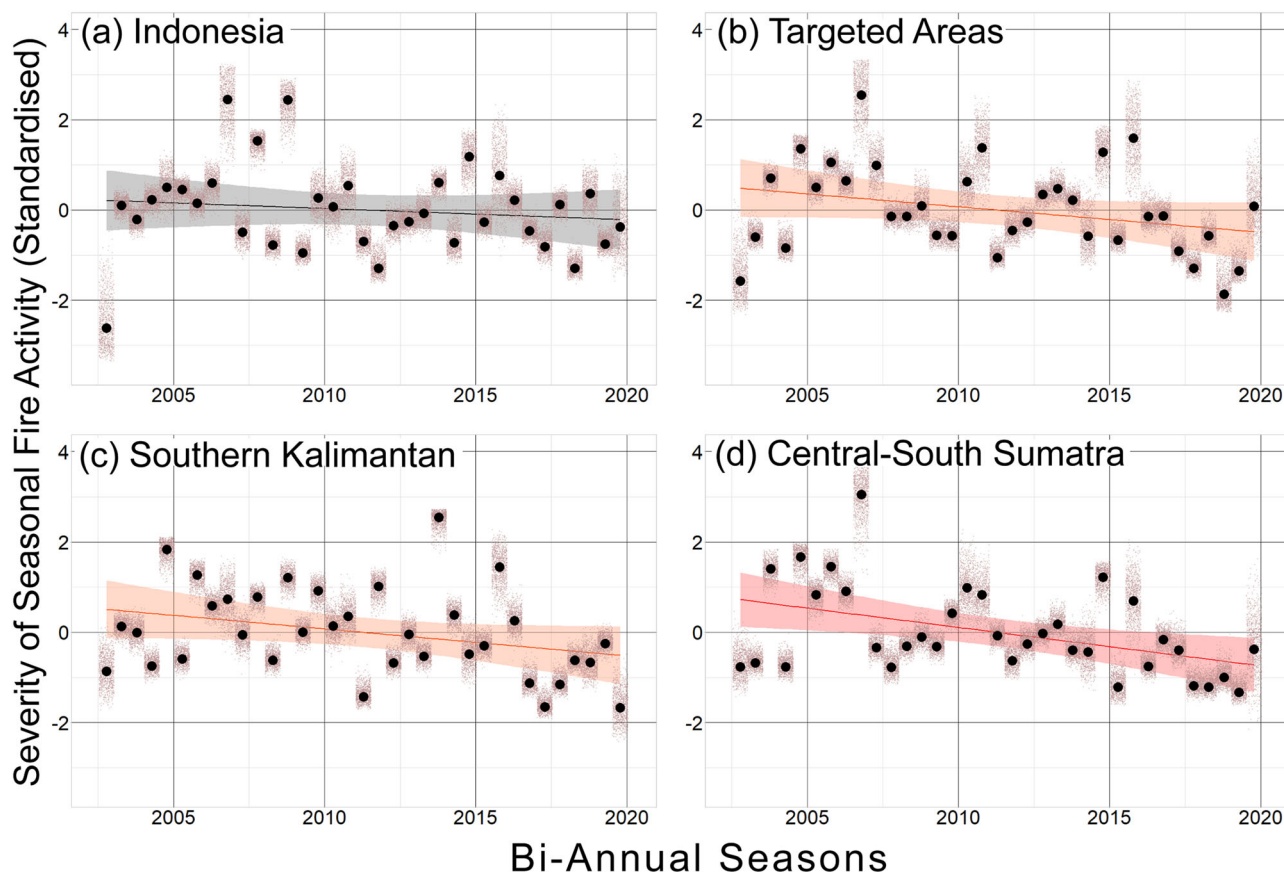 Severity of Seasonal Fire Activity (Standardised)
(a) Indonesia
4
2
0
-2
2005 2010 2015 2020
(b) Targeted Areas
4
2
0
-2
2005 2010 2015 2020
(c) Southern Kalimantan
4
2
0
-2
2005 2010 2015 2020
(d) Central-South Sumatra
4
2
0
-2
2005 2010 2015 2020
Bi-Annual Seasons